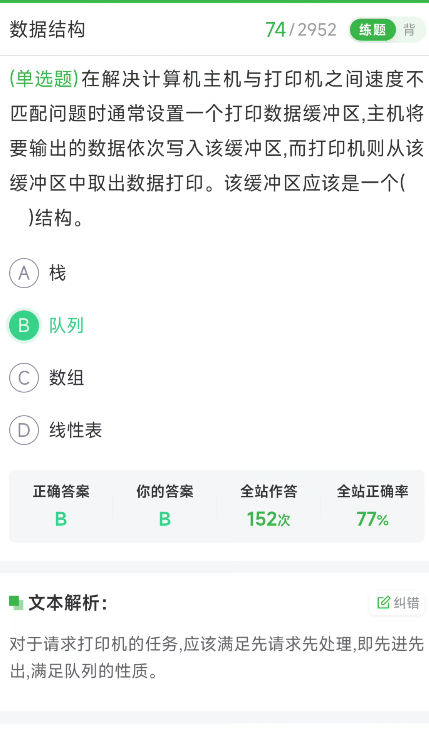 数据结构 74/2952 练题 背
(单选题)在解决计算机主机与打印机之间速度不
匹配问题时通常设置一个打印数据缓冲区,主机将
要输出的数据依次写入该缓冲区,而打印机则从该
缓冲区中取出数据打印。该缓冲区应该是一个(
)结构。
A 栈
B 队列
C 数组
D 线性表
正确答案 你的答案 全站作答 全站正确率
B B 152次 77%
文本解析: 纠错
对于请求打印机的任务,应该满足先请求先处理,即先进先
出,满足队列的性质。